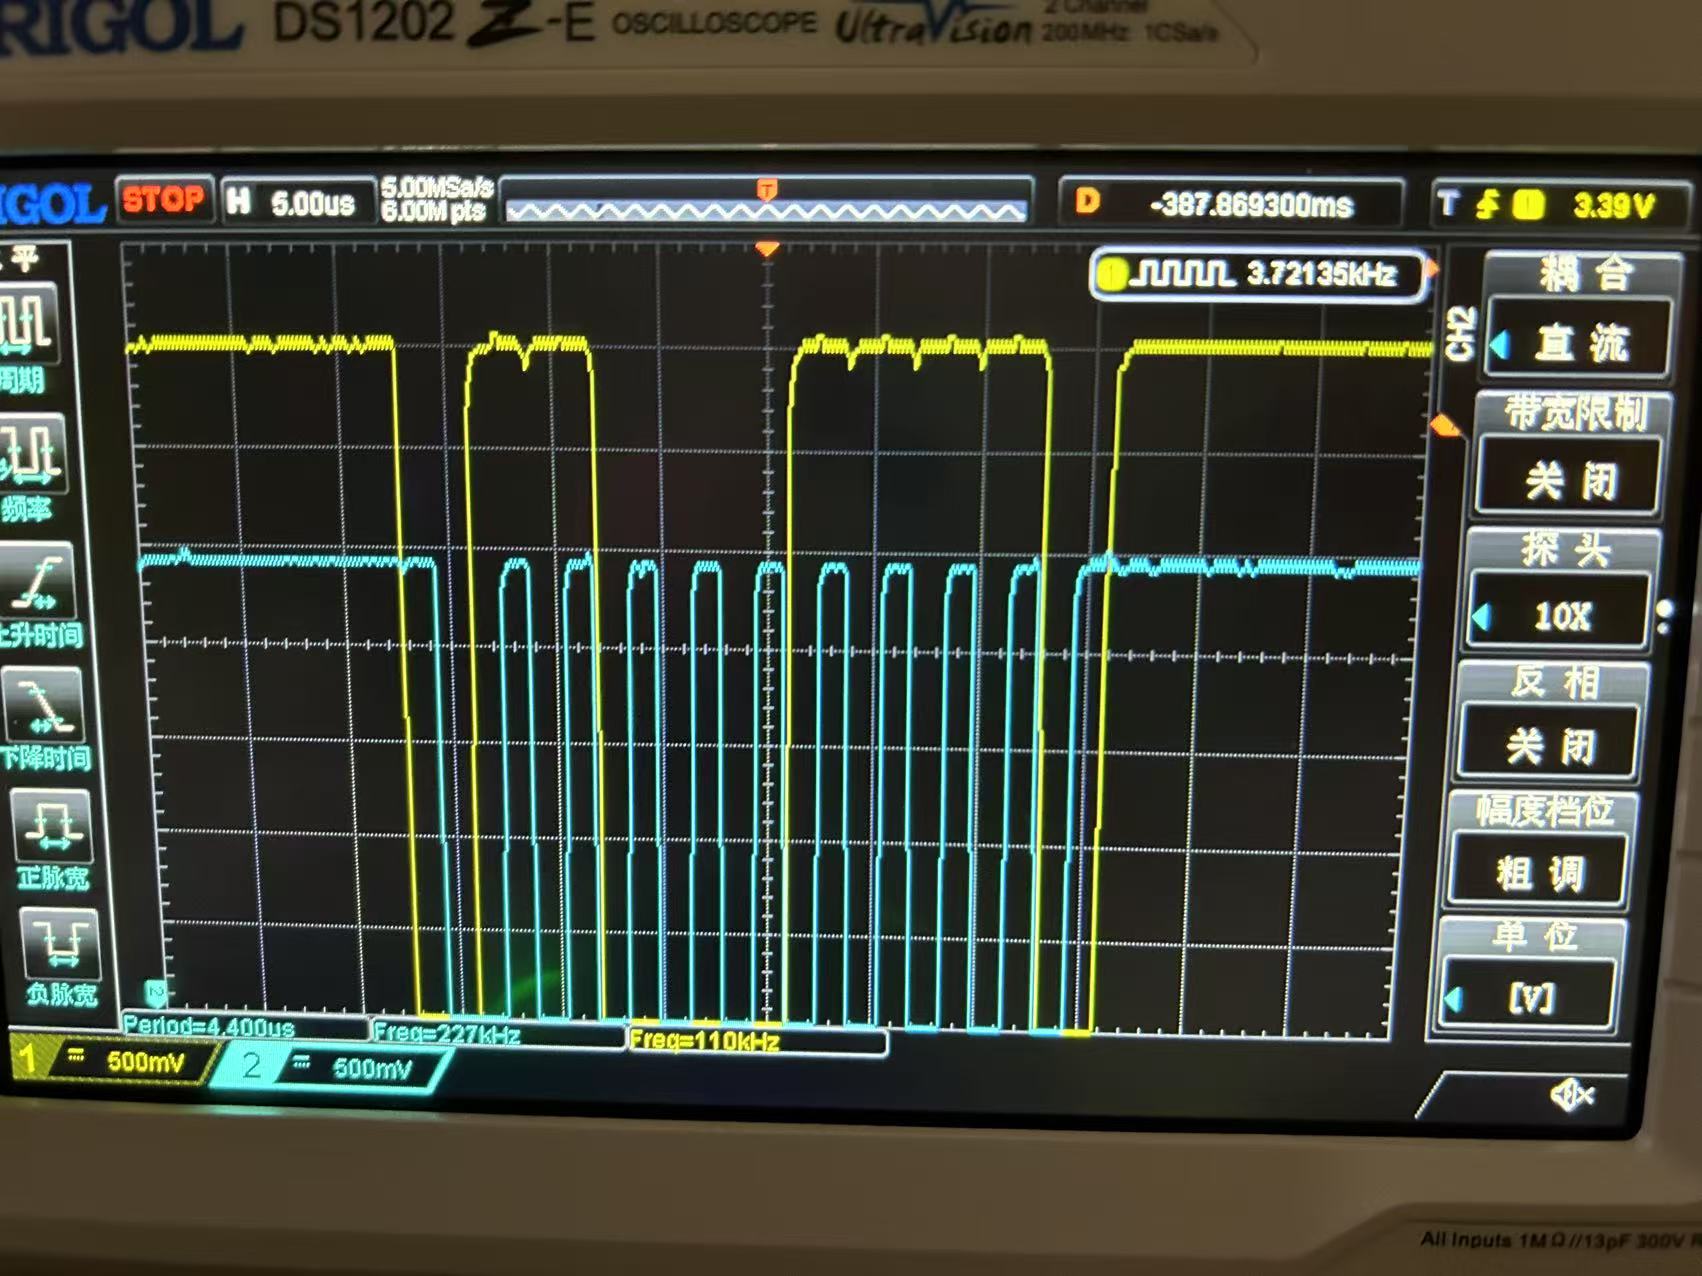 RIGOL DS1202 Z-E OSCILLOSCOPE UltraVision 2 Channel 200MHz 1GSa/s
RIGOL STOP H 5.00us 5.00MSa/s 6.00M pts D -387.869300ms T 1 3.39V
平
周期
频率
上升时间
下降时间
正脉宽
负脉宽
1 3.72135kHz
CH2
耦合
直流
带宽限制
关闭
探头
10X
反相
关闭
幅度档位
粗调
单位
[V]
2
Period=4.400us Freq=227kHz Freq=110kHz
1 500mV 2 500mV
All Inputs 1MΩ//13pF 300V